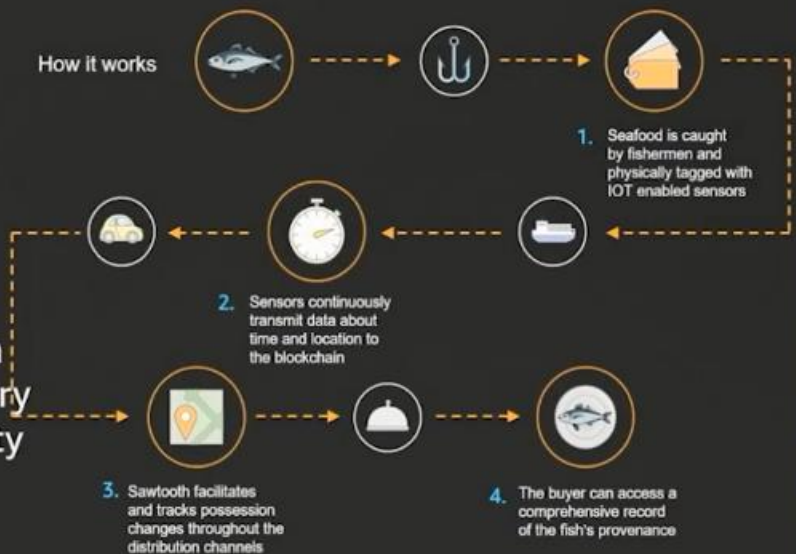 How it works
1. Seafood is caught
by fishermen and
physically tagged with
IOT enabled sensors
2. Sensors continuously
transmit data about
time and location to
the blockchain
3. Sawtooth facilitates
and tracks possession
changes throughout the
distribution channels
4. The buyer can access a
comprehensive record
of the fish's provenance